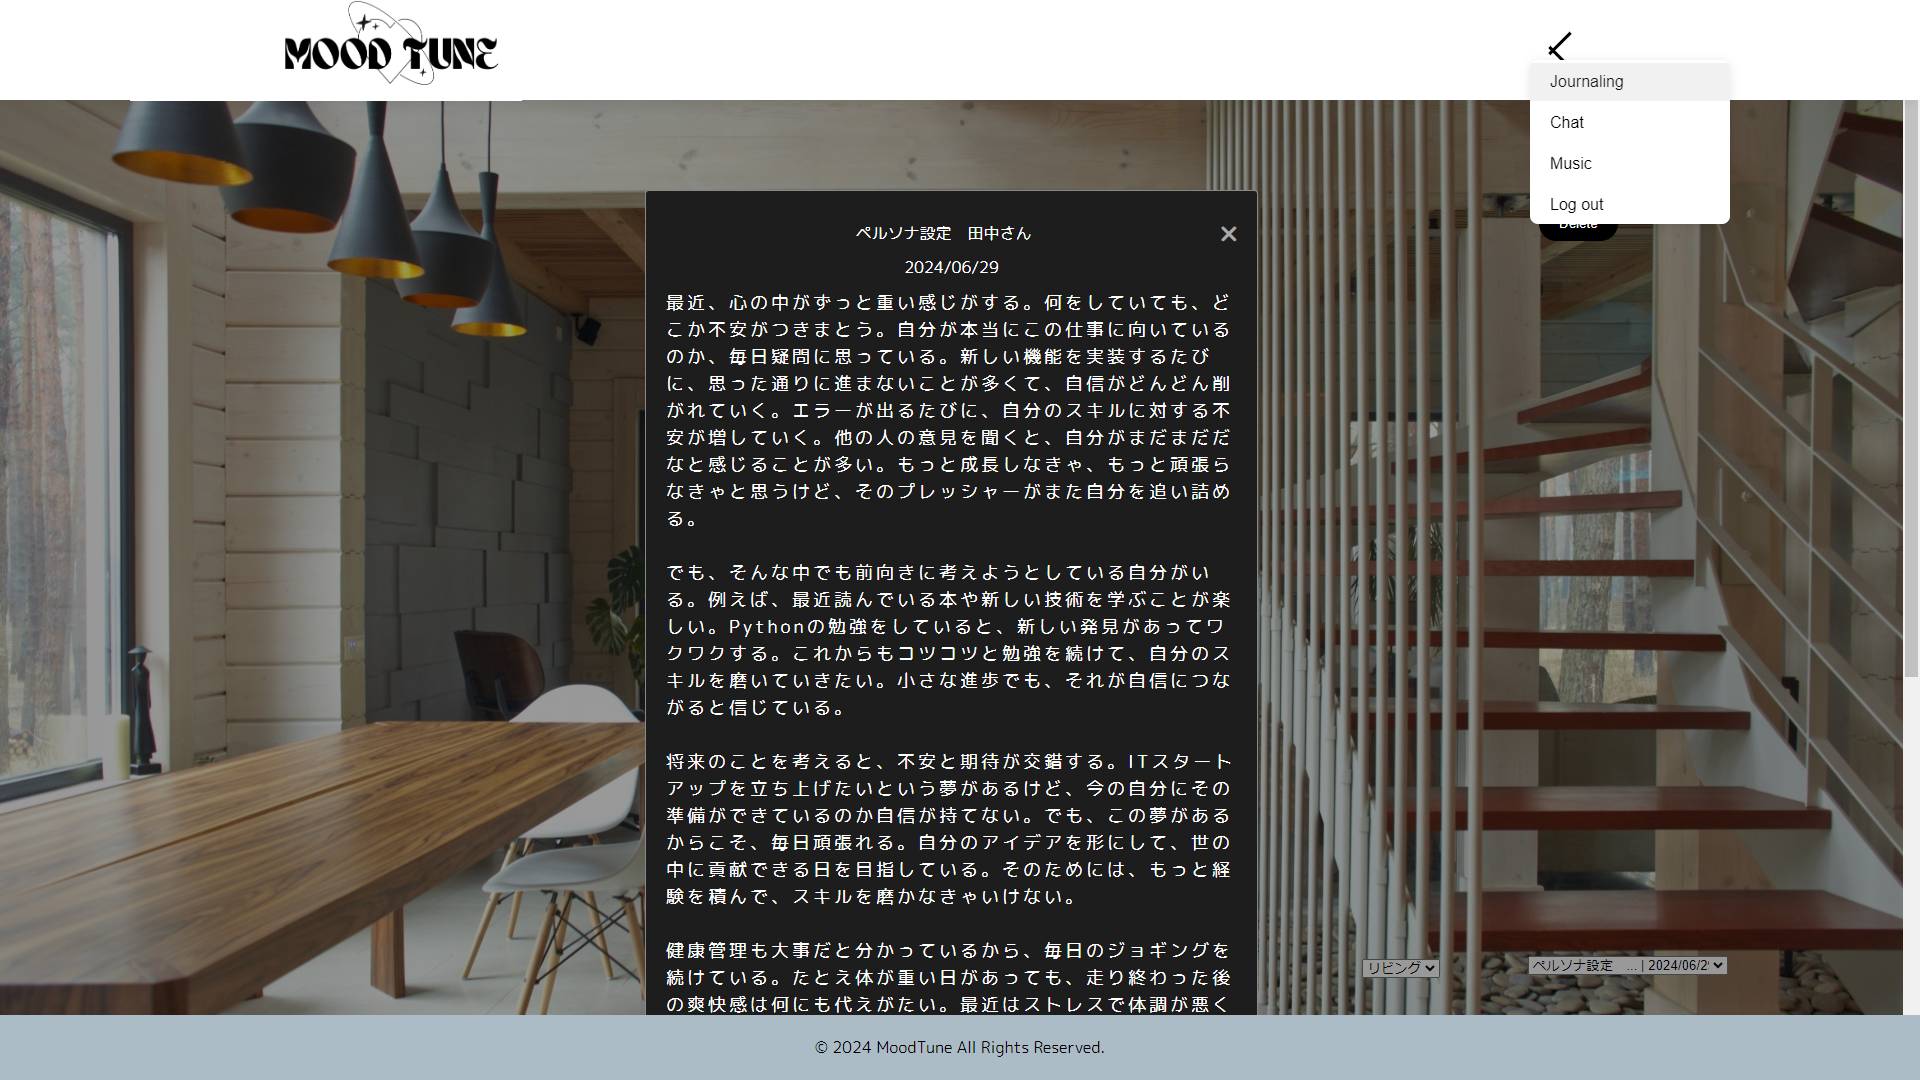 MOOD TUNE
Journaling
Chat
Music
Log out
Delete
ペルソナ設定　田中さん
2024/06/29
最近、心の中がずっと重い感じがする。何をしていても、ど
こか不安がつきまとう。自分が本当にこの仕事に向いている
のか、毎日疑問に思っている。新しい機能を実装するたび
に、思った通りに進まないことが多くて、自信がどんどん削
がれていく。エラーが出るたびに、自分のスキルに対する不
安が増していく。他の人の意見を聞くと、自分がまだまだだ
なと感じることが多い。もっと成長しなきゃ、もっと頑張ら
なきゃと思うけど、そのプレッシャーがまた自分を追い詰め
る。
でも、そんな中でも前向きに考えようとしている自分がい
る。例えば、最近読んでいる本や新しい技術を学ぶことが楽
しい。Pythonの勉強をしていると、新しい発見があってワ
クワクする。これからもコツコツと勉強を続けて、自分のス
キルを磨いていきたい。小さな進歩でも、それが自信につな
がると信じている。
将来のことを考えると、不安と期待が交錯する。ITスタート
アップを立ち上げたいという夢があるけど、今の自分にその
準備ができているのか自信が持てない。でも、この夢がある
からこそ、毎日頑張れる。自分のアイデアを形にして、世の
中に貢献できる日を目指している。そのためには、もっと経
験を積んで、スキルを磨かなきゃいけない。
健康管理も大事だと分かっているから、毎日のジョギングを
続けている。たとえ体が重い日があっても、走り終わった後
の爽快感は何にも代えがたい。最近はストレスで体調が悪く
リビング
ペルソナ設定　... | 2024/06/2
© 2024 MoodTune All Rights Reserved.